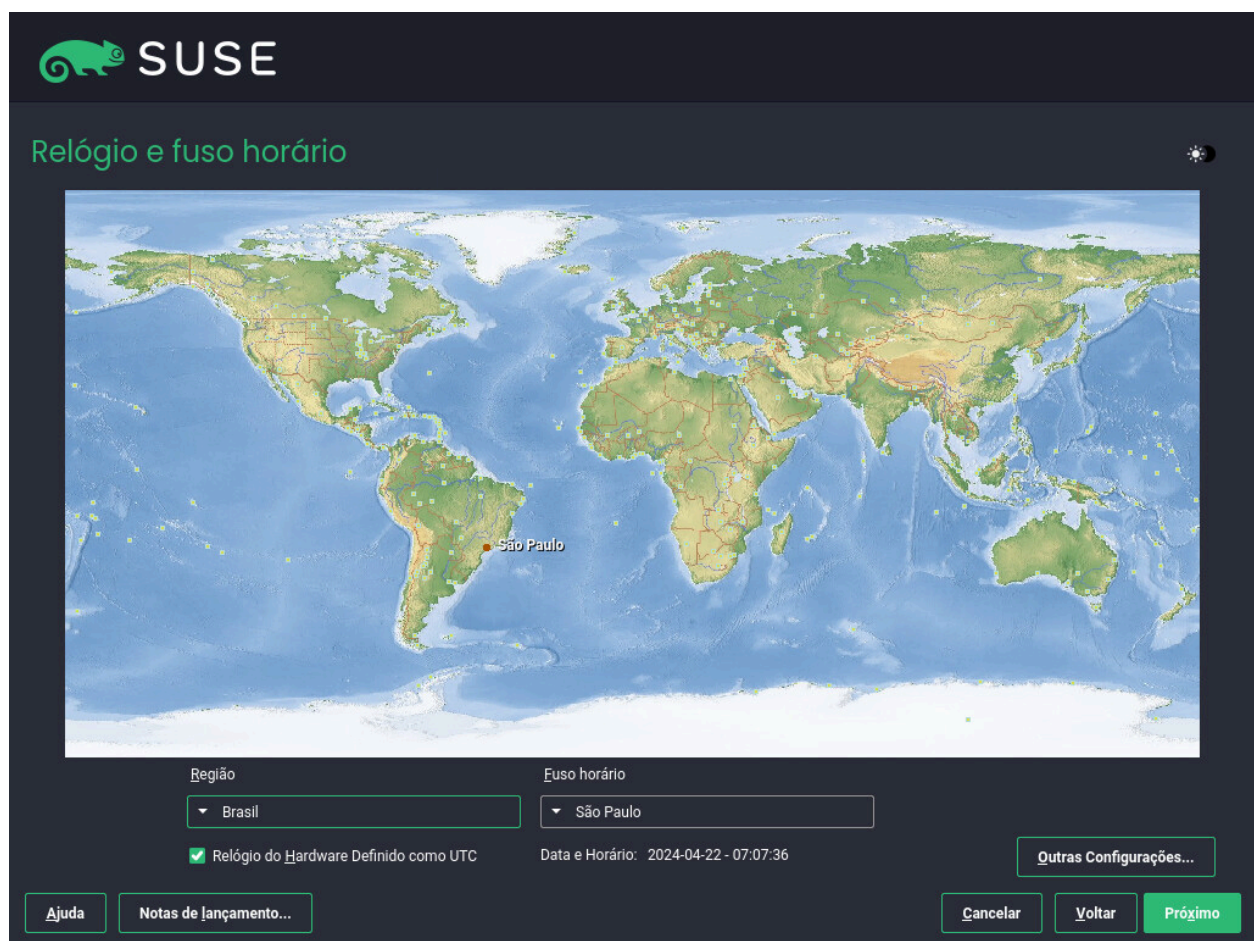 SUSE
Relógio e fuso horário
São Paulo
Região
Fuso horário
Brasil
São Paulo
Relógio do Hardware Definido como UTC
Data e Horário: 2024-04-22 - 07:07:36
Outras Configurações...
Ajuda
Notas de lançamento...
Cancelar
Voltar
Próximo